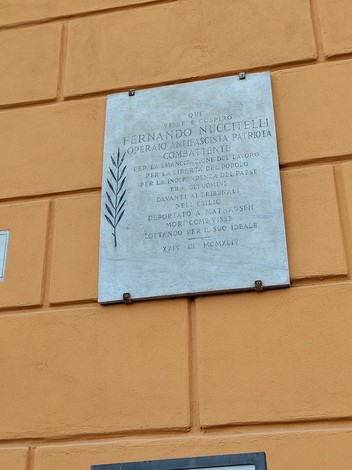 QUI
VISSE E COSPIRÒ
FERNANDO NUCCITELLI
OPERAIO ANTIFASCISTA PATRIOTA
COMBATTENTE
PER LA EMANCIPAZIONE DEL LAVORO
PER LA LIBERTÀ DEL POPOLO
PER LA INDIPENDENZA DEL PAESE
TRA GLI UOMINI
DAVANTI AI TRIBUNALI
NELL'ESILIO
DEPORTATO A MATHAUSEN
MORÌ COME VISSE
LOTTANDO PER IL SUO IDEALE
XXIV III MCMXLIV